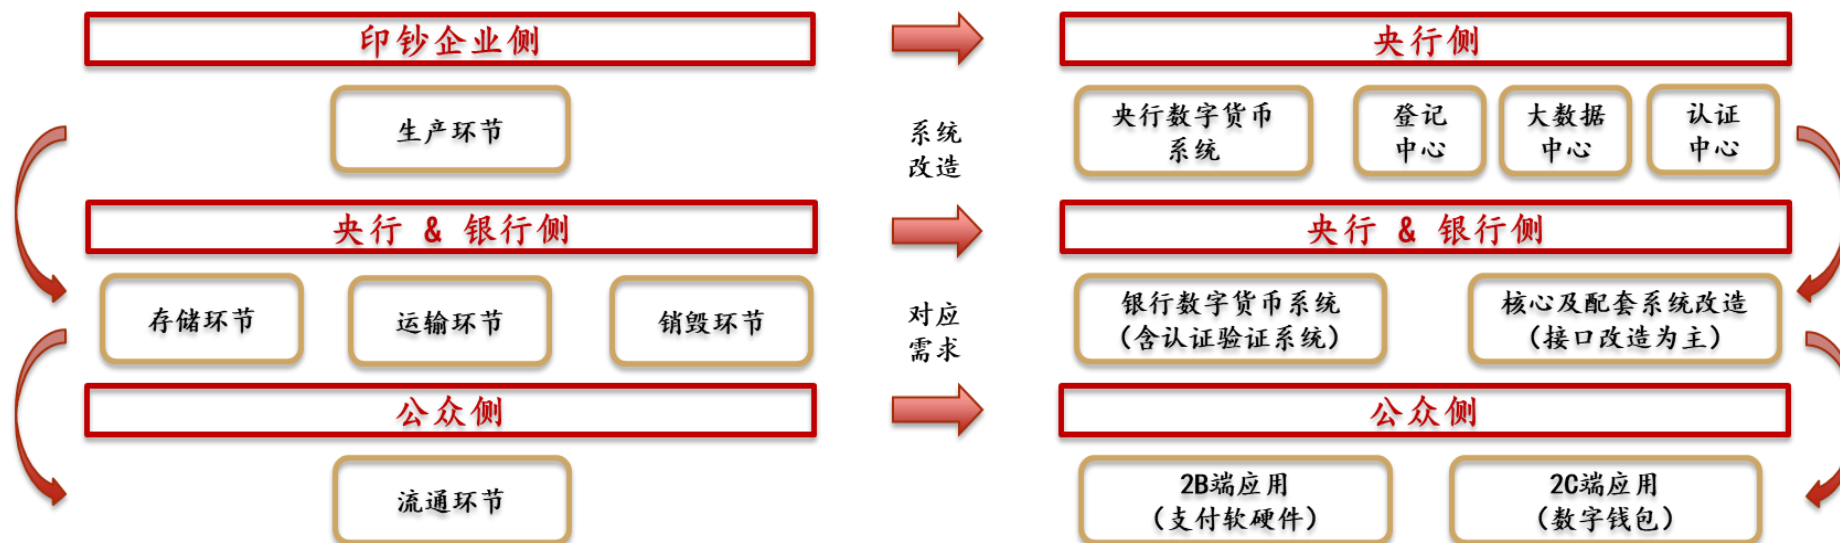 印钞企业侧
央行侧
生产环节
系统
改造
央行数字货币
系统
登记
中心
大数据
中心
认证
中心
央行 & 银行侧
央行 & 银行侧
存储环节
运输环节
销毁环节
对应
需求
银行数字货币系统
（含认证验证系统）
核心及配套系统改造
（接口改造为主）
公众侧
公众侧
流通环节
2B端应用
（支付软硬件）
2C端应用
（数字钱包）